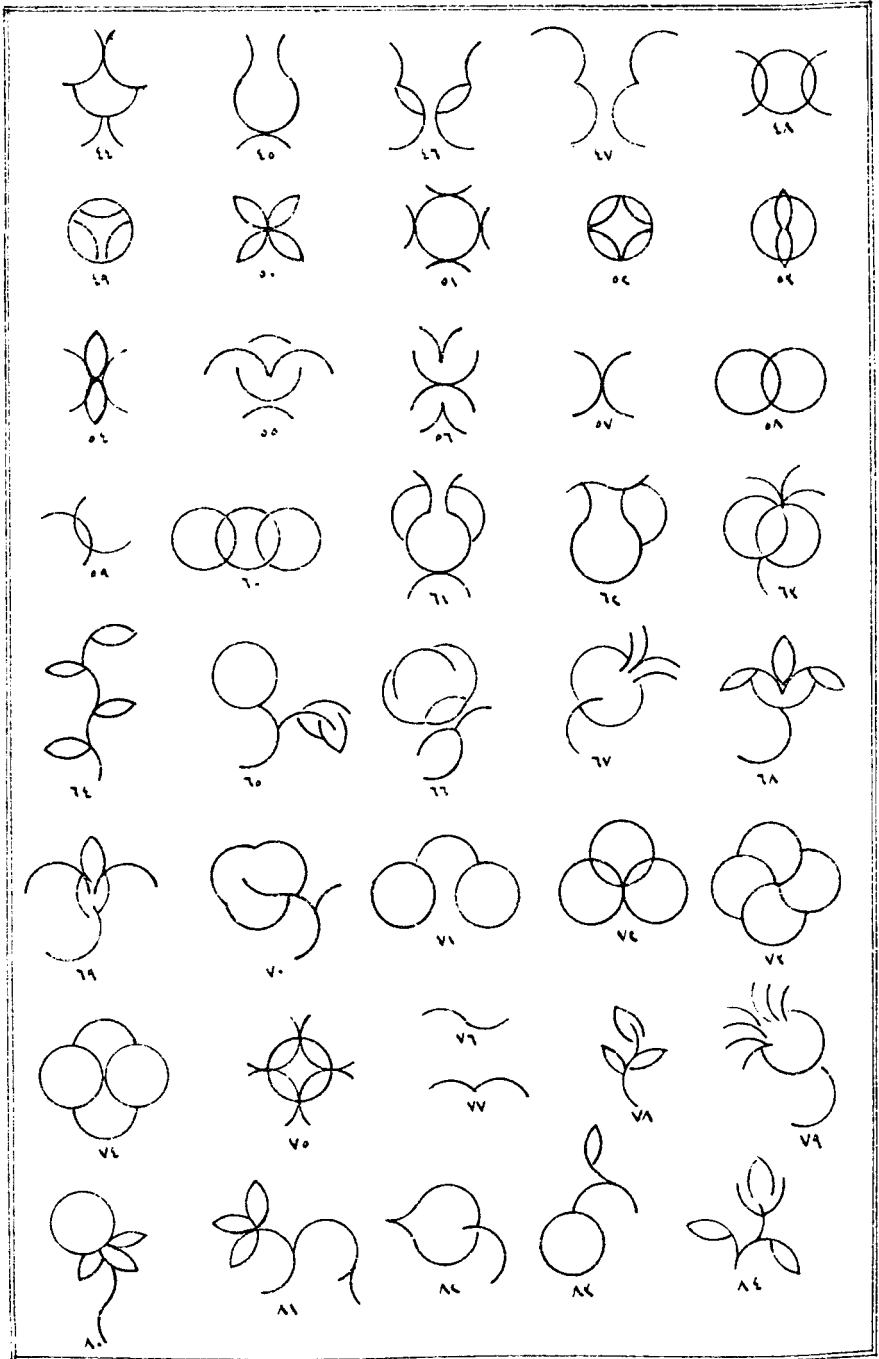 ٤٤ ٤٥ ٤٦ ٤٧ ٤٨
٤٩ ٥٠ ٥١ ٥٢ ٥٣
٥٤ ٥٥ ٥٦ ٥٧ ٥٨
٥٩ ٦٠ ٦١ ٦٢ ٦٣
٦٤ ٦٥ ٦٦ ٦٧ ٦٨
٦٩ ٧٠ ٧١ ٧٢ ٧٣
٧٤ ٧٥ ٧٦ ٧٧ ٧٨ ٧٩
٨٠ ٨١ ٨٢ ٨٣ ٨٤